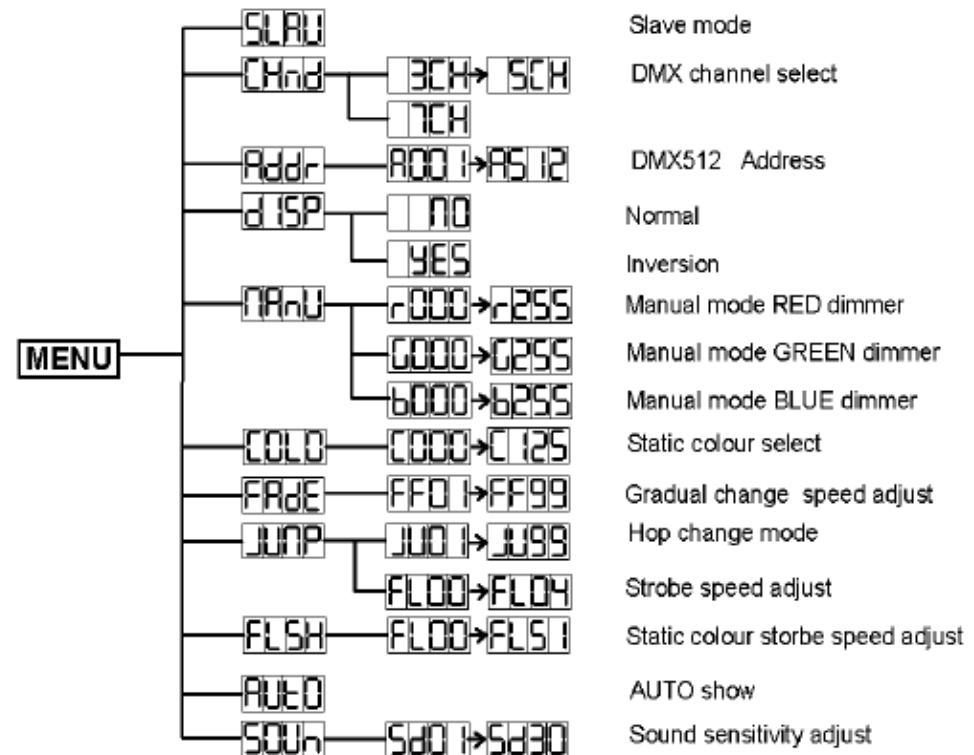 SLAU Slave mode
CHnd 3CH 5CH DMX channel select
7CH
Addr A001 A512 DMX512 Address
dISP NO Normal
YES Inversion
MAnU r000 r255 Manual mode RED dimmer
MENU G000 G255 Manual mode GREEN dimmer
b000 b255 Manual mode BLUE dimmer
COLO C000 C125 Static colour select
FAdE FF01 FF99 Gradual change speed adjust
JUMP JU01 JU99 Hop change mode
FL00 FL04 Strobe speed adjust
FLSH FL00 FL51 Static colour storbe speed adjust
AUtO AUTO show
SOUn Sd01 Sd30 Sound sensitivity adjust